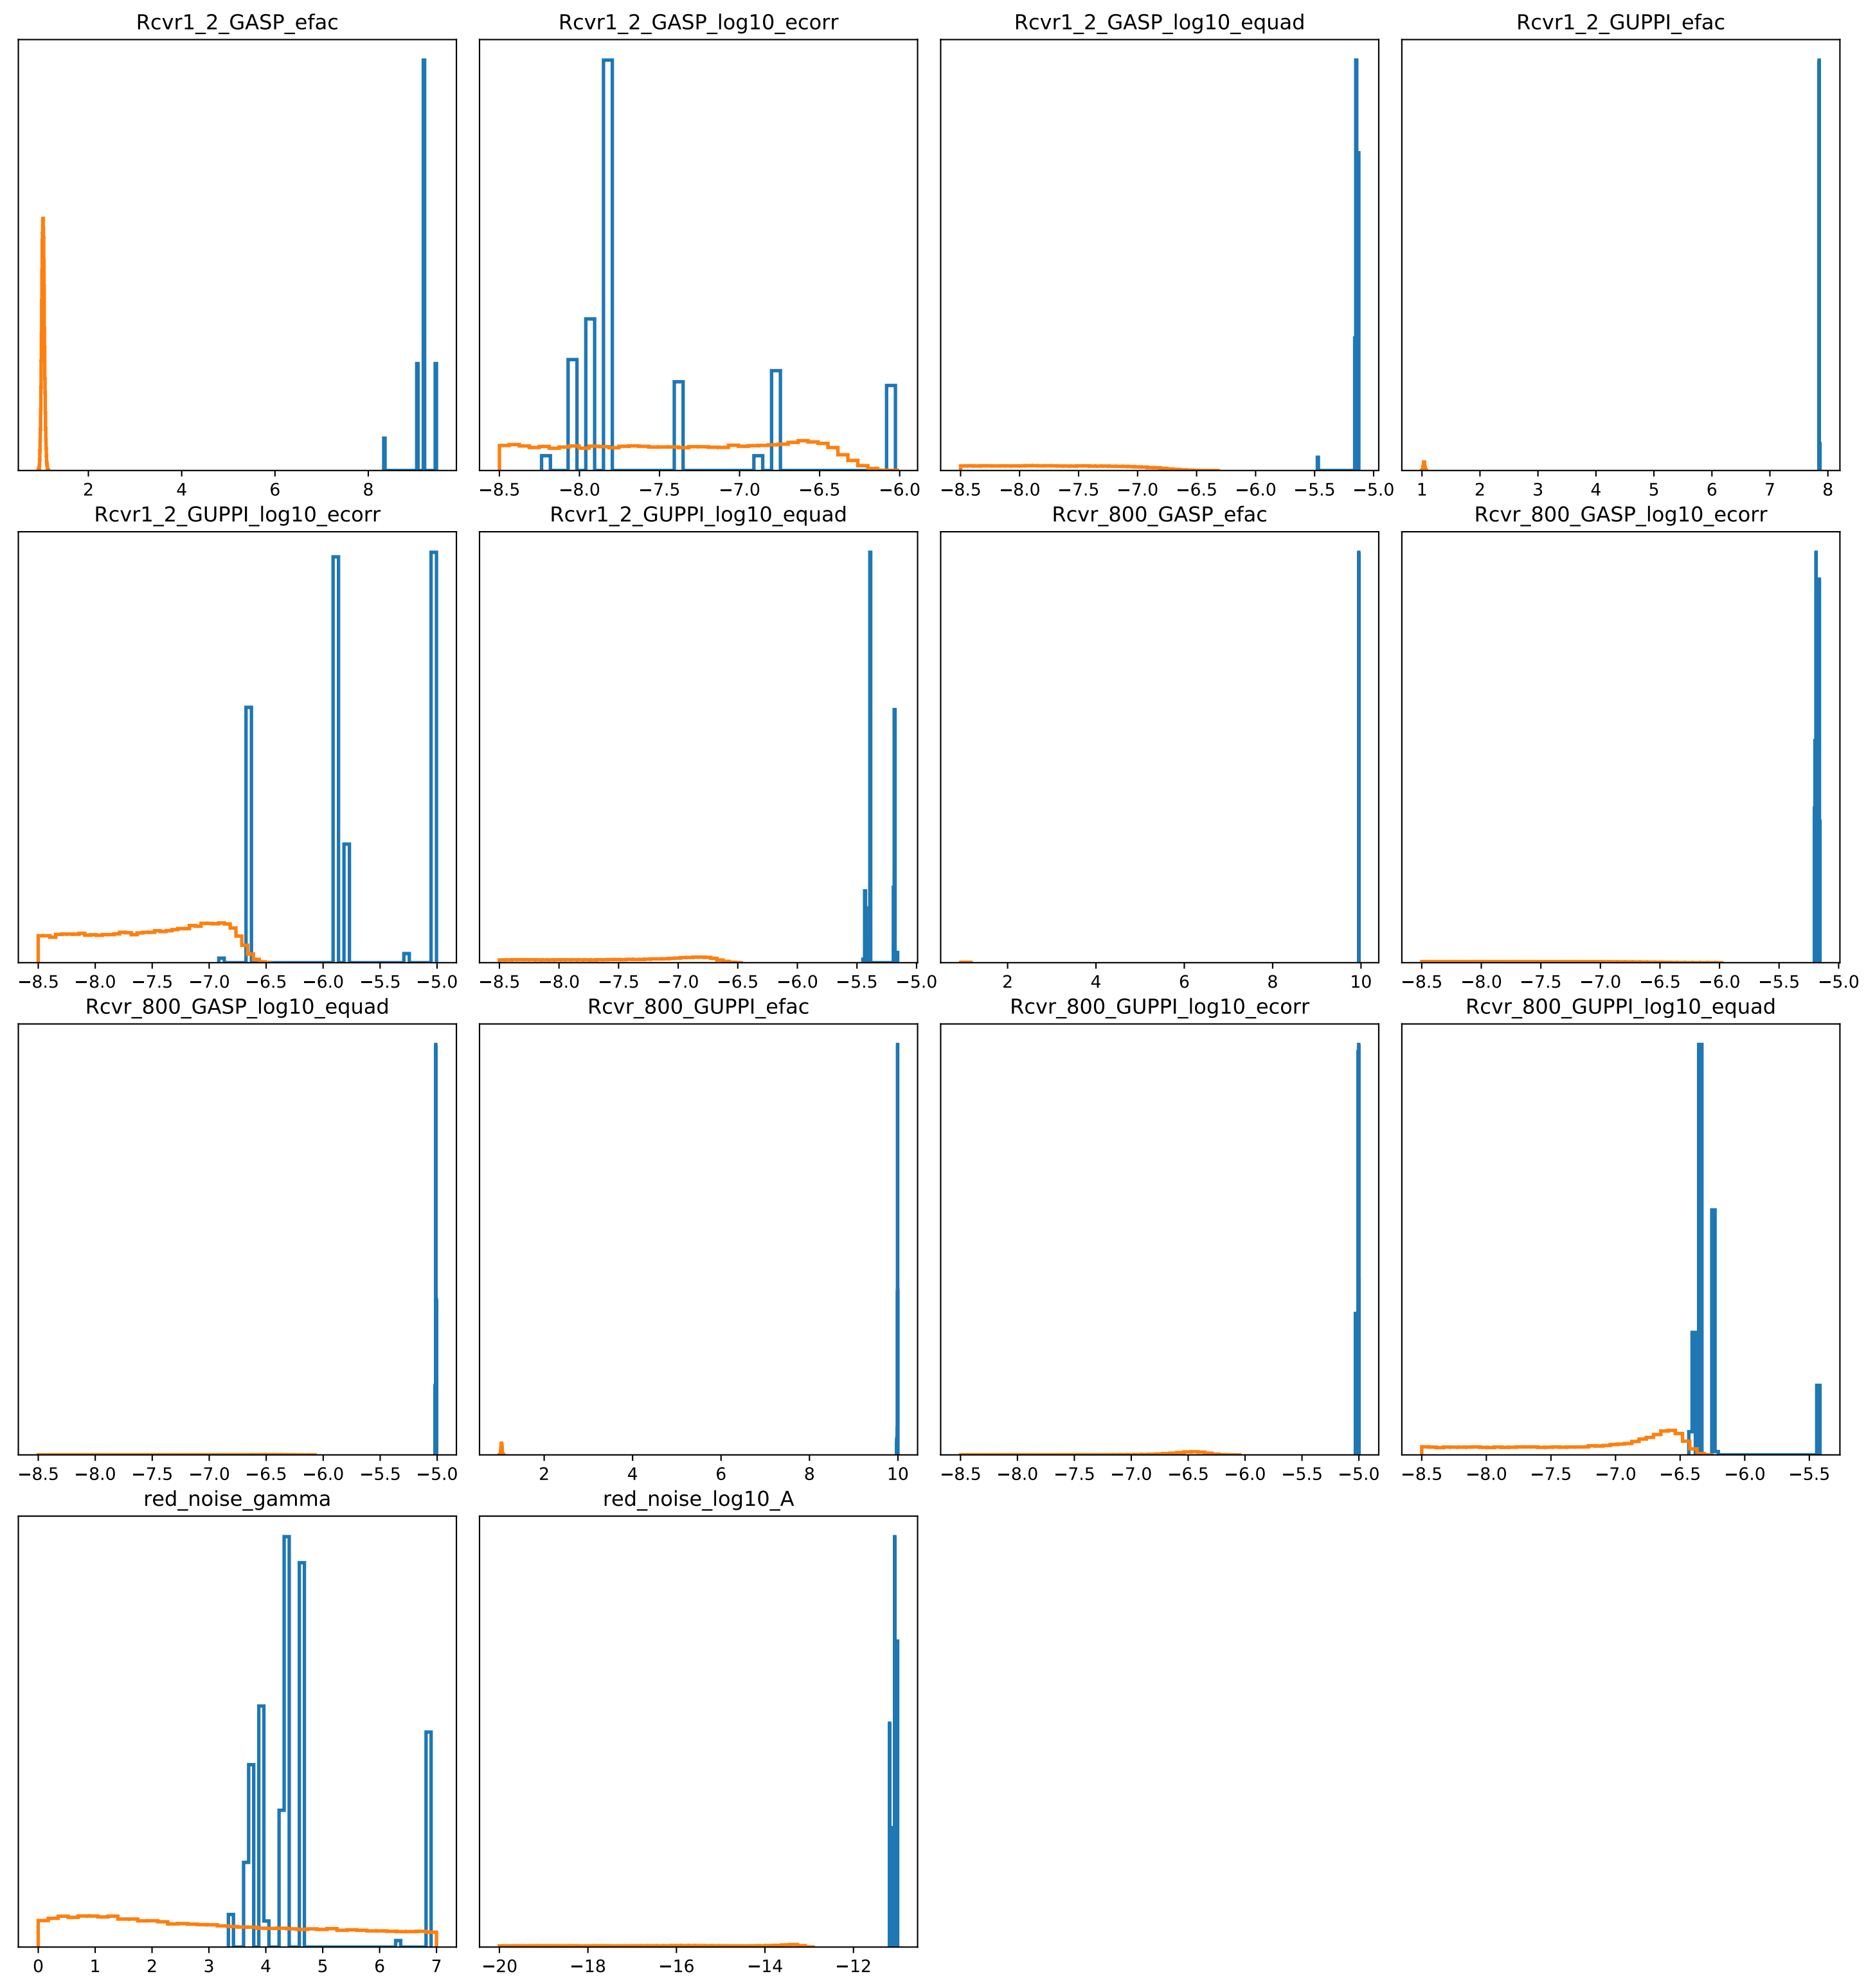 Rcvr1_2_GASP_efac Rcvr1_2_GASP_log10_ecorr Rcvr1_2_GASP_log10_equad Rcvr1_2_GUPPI_efac
2 4 6 8 −8.5 −8.0 −7.5 −7.0 −6.5 −6.0 −8.5 −8.0 −7.5 −7.0 −6.5 −6.0 −5.5 −5.0 1 2 3 4 5 6 7 8
Rcvr1_2_GUPPI_log10_ecorr Rcvr1_2_GUPPI_log10_equad Rcvr_800_GASP_efac Rcvr_800_GASP_log10_ecorr
−8.5 −8.0 −7.5 −7.0 −6.5 −6.0 −5.5 −5.0 −8.5 −8.0 −7.5 −7.0 −6.5 −6.0 −5.5 −5.0 2 4 6 8 10 −8.5 −8.0 −7.5 −7.0 −6.5 −6.0 −5.5 −5.0
Rcvr_800_GASP_log10_equad Rcvr_800_GUPPI_efac Rcvr_800_GUPPI_log10_ecorr Rcvr_800_GUPPI_log10_equad
−8.5 −8.0 −7.5 −7.0 −6.5 −6.0 −5.5 −5.0 2 4 6 8 10 −8.5 −8.0 −7.5 −7.0 −6.5 −6.0 −5.5 −5.0 −8.5 −8.0 −7.5 −7.0 −6.5 −6.0 −5.5
red_noise_gamma red_noise_log10_A
0 1 2 3 4 5 6 7 −20 −18 −16 −14 −12